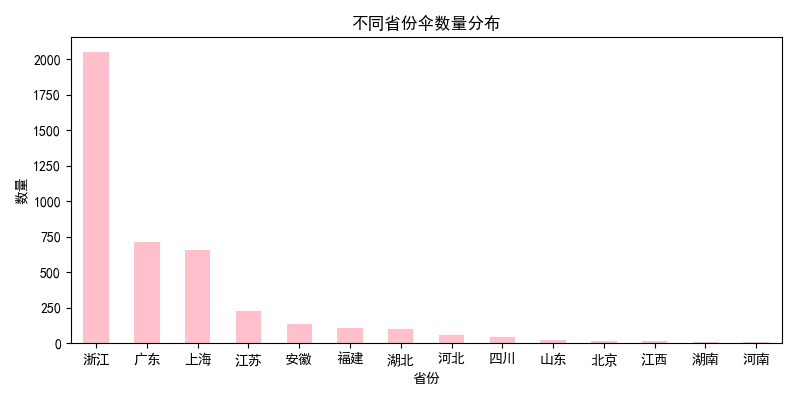 不同省份伞数量分布
数量
2000
1750
1500
1250
1000
750
500
250
0
浙江 广东 上海 江苏 安徽 福建 湖北 河北 四川 山东 北京 江西 湖南 河南
省份